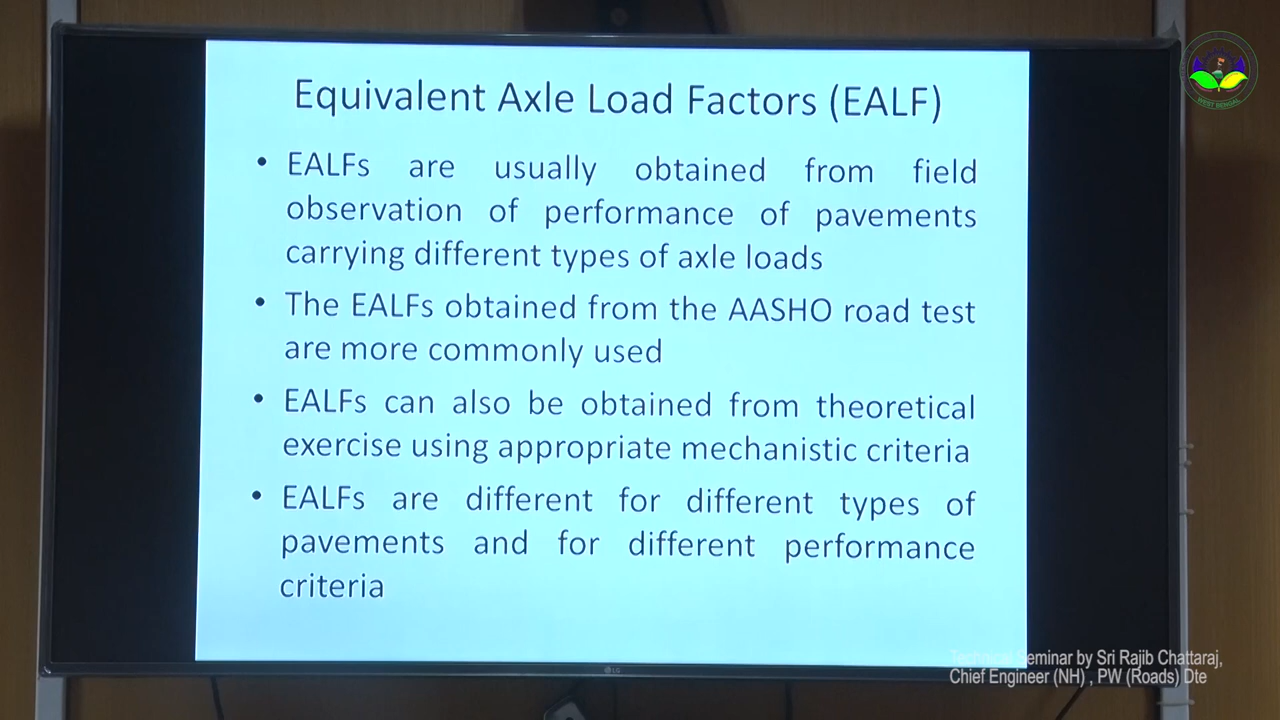 Equivalent Axle Load Factors (EALF)
• EALFs are usually obtained from field
observation of performance of pavements
carrying different types of axle loads
• The EALFs obtained from the AASHO road test
are more commonly used
• EALFs can also be obtained from theoretical
exercise using appropriate mechanistic criteria
• EALFs are different for different types of
pavements and for different performance
criteria
LG
WEST BENGAL
Technical Seminar by Sri Rajib Chattaraj,
Chief Engineer (NH) , PW (Roads) Dte